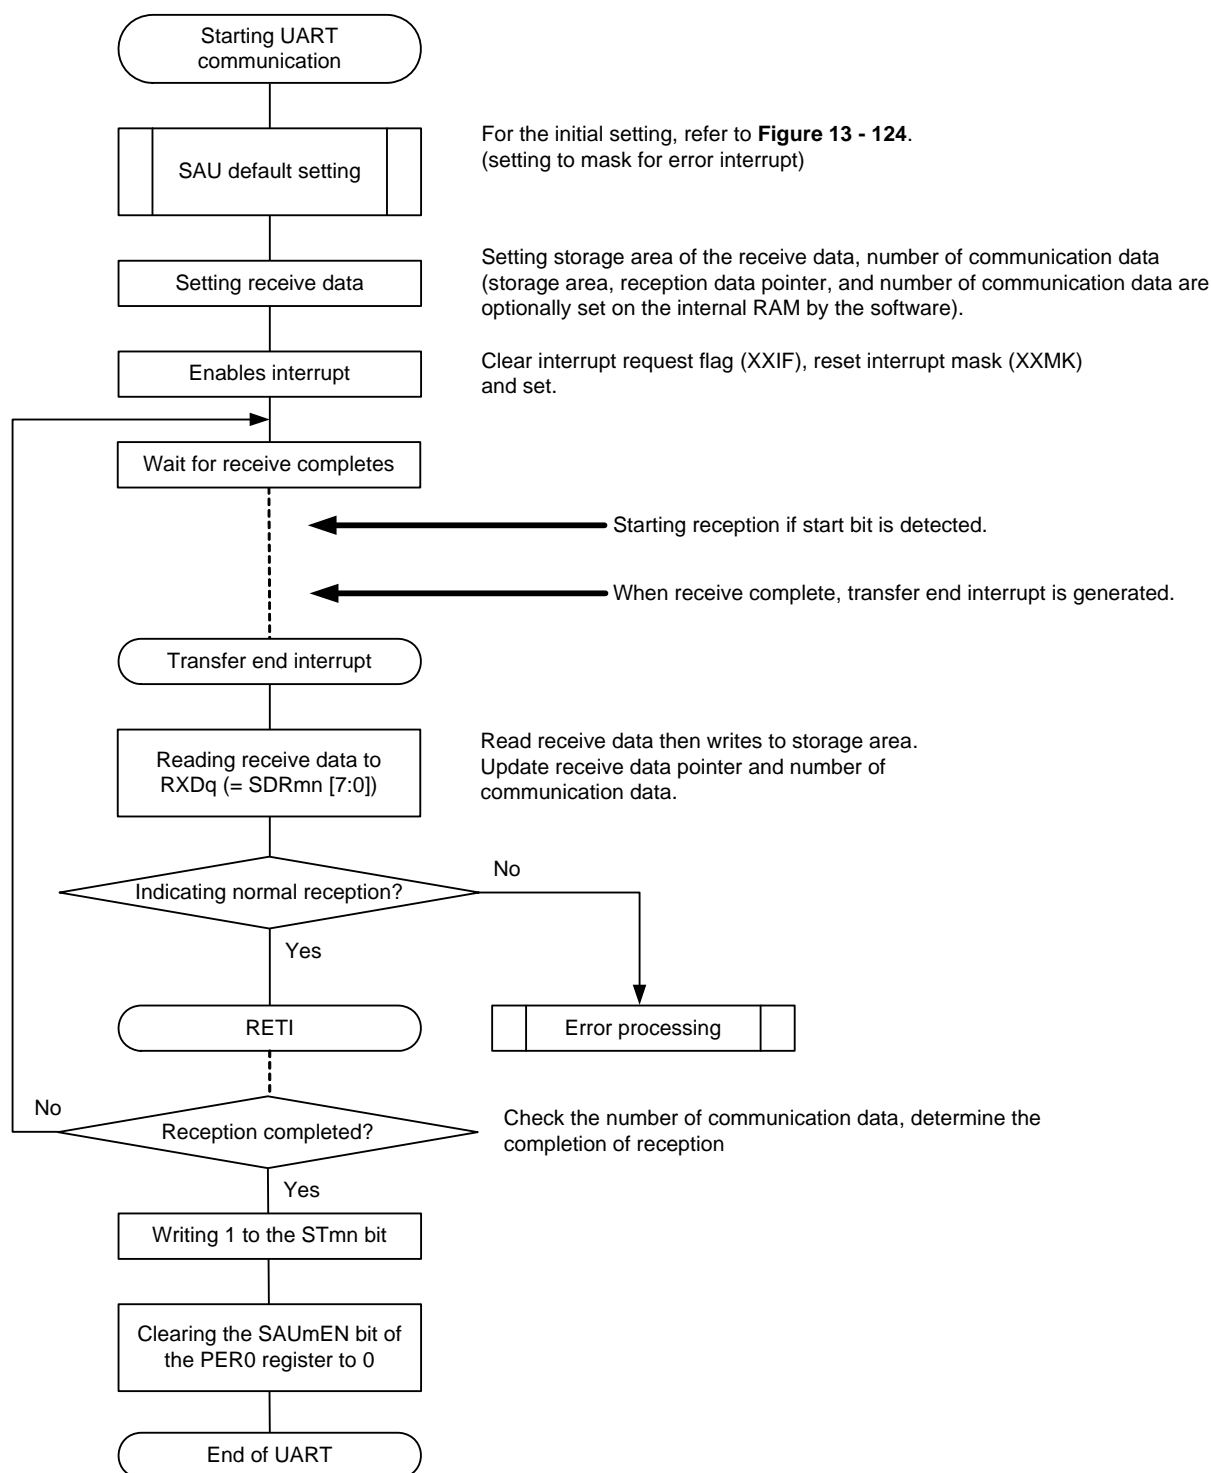 Starting UART
communication
SAU default setting
For the initial setting, refer to Figure 13 - 124.
(setting to mask for error interrupt)
Setting receive data
Setting storage area of the receive data, number of communication data
(storage area, reception data pointer, and number of communication data are
optionally set on the internal RAM by the software).
Enables interrupt
Clear interrupt request flag (XXIF), reset interrupt mask (XXMK)
and set.
Wait for receive completes
Starting reception if start bit is detected.
When receive complete, transfer end interrupt is generated.
Transfer end interrupt
Reading receive data to
RXDq (= SDRmn [7:0])
Read receive data then writes to storage area.
Update receive data pointer and number of
communication data.
Indicating normal reception?
No
Yes
RETI
Error processing
No
Reception completed?
Check the number of communication data, determine the
completion of reception
Yes
Writing 1 to the STmn bit
Clearing the SAUmEN bit of
the PER0 register to 0
End of UART